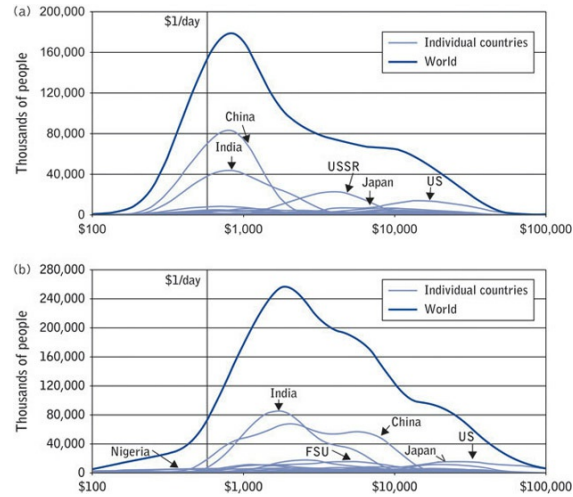 (a)
200,000
$1/day
160,000
Individual countries
World
120,000
Thousands of people
China
80,000
India
USSR
40,000
Japan
US
0
$100
$1,000
$10,000
$100,000
(b)
280,000
$1/day
240,000
Individual countries
World
200,000
160,000
Thousands of people
120,000
India
80,000
China
40,000
Nigeria
FSU
Japan
US
0
$100
$1,000
$10,000
$100,000